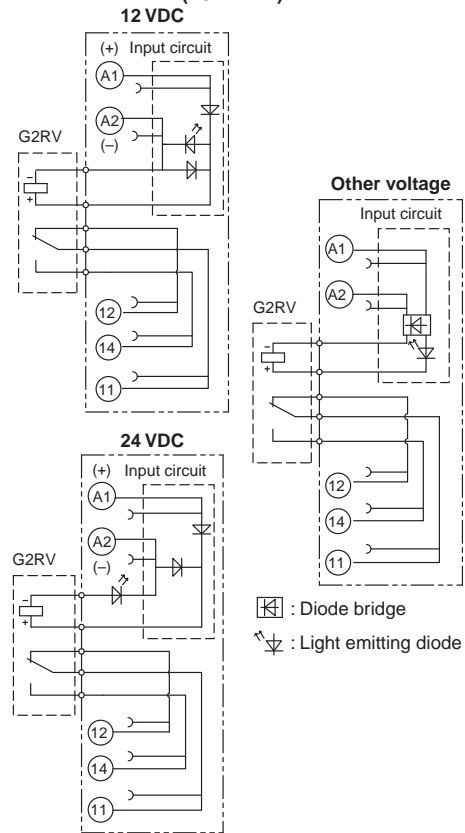 12 VDC
(+) Input circuit
A1
A2
(–)
G2RV
–
+
12
14
11
Other voltage
Input circuit
A1
A2
G2RV
–
+
12
14
11
24 VDC
(+) Input circuit
A1
A2
(–)
G2RV
–
+
12
14
11
: Diode bridge
: Light emitting diode